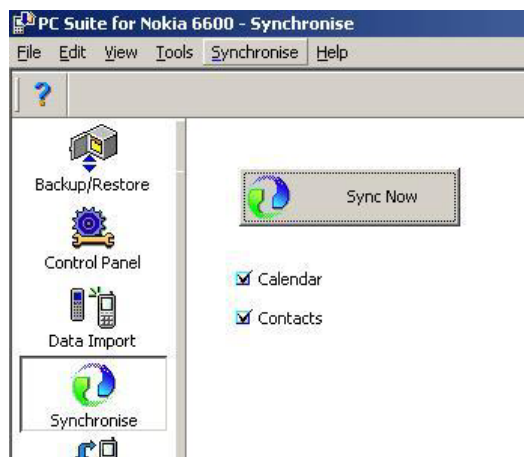 PC Suite for Nokia 6600 - Synchronise
File Edit View Tools Synchronise Help
?
Backup/Restore
Sync Now
Control Panel
Calendar
Data Import
Contacts
Synchronise